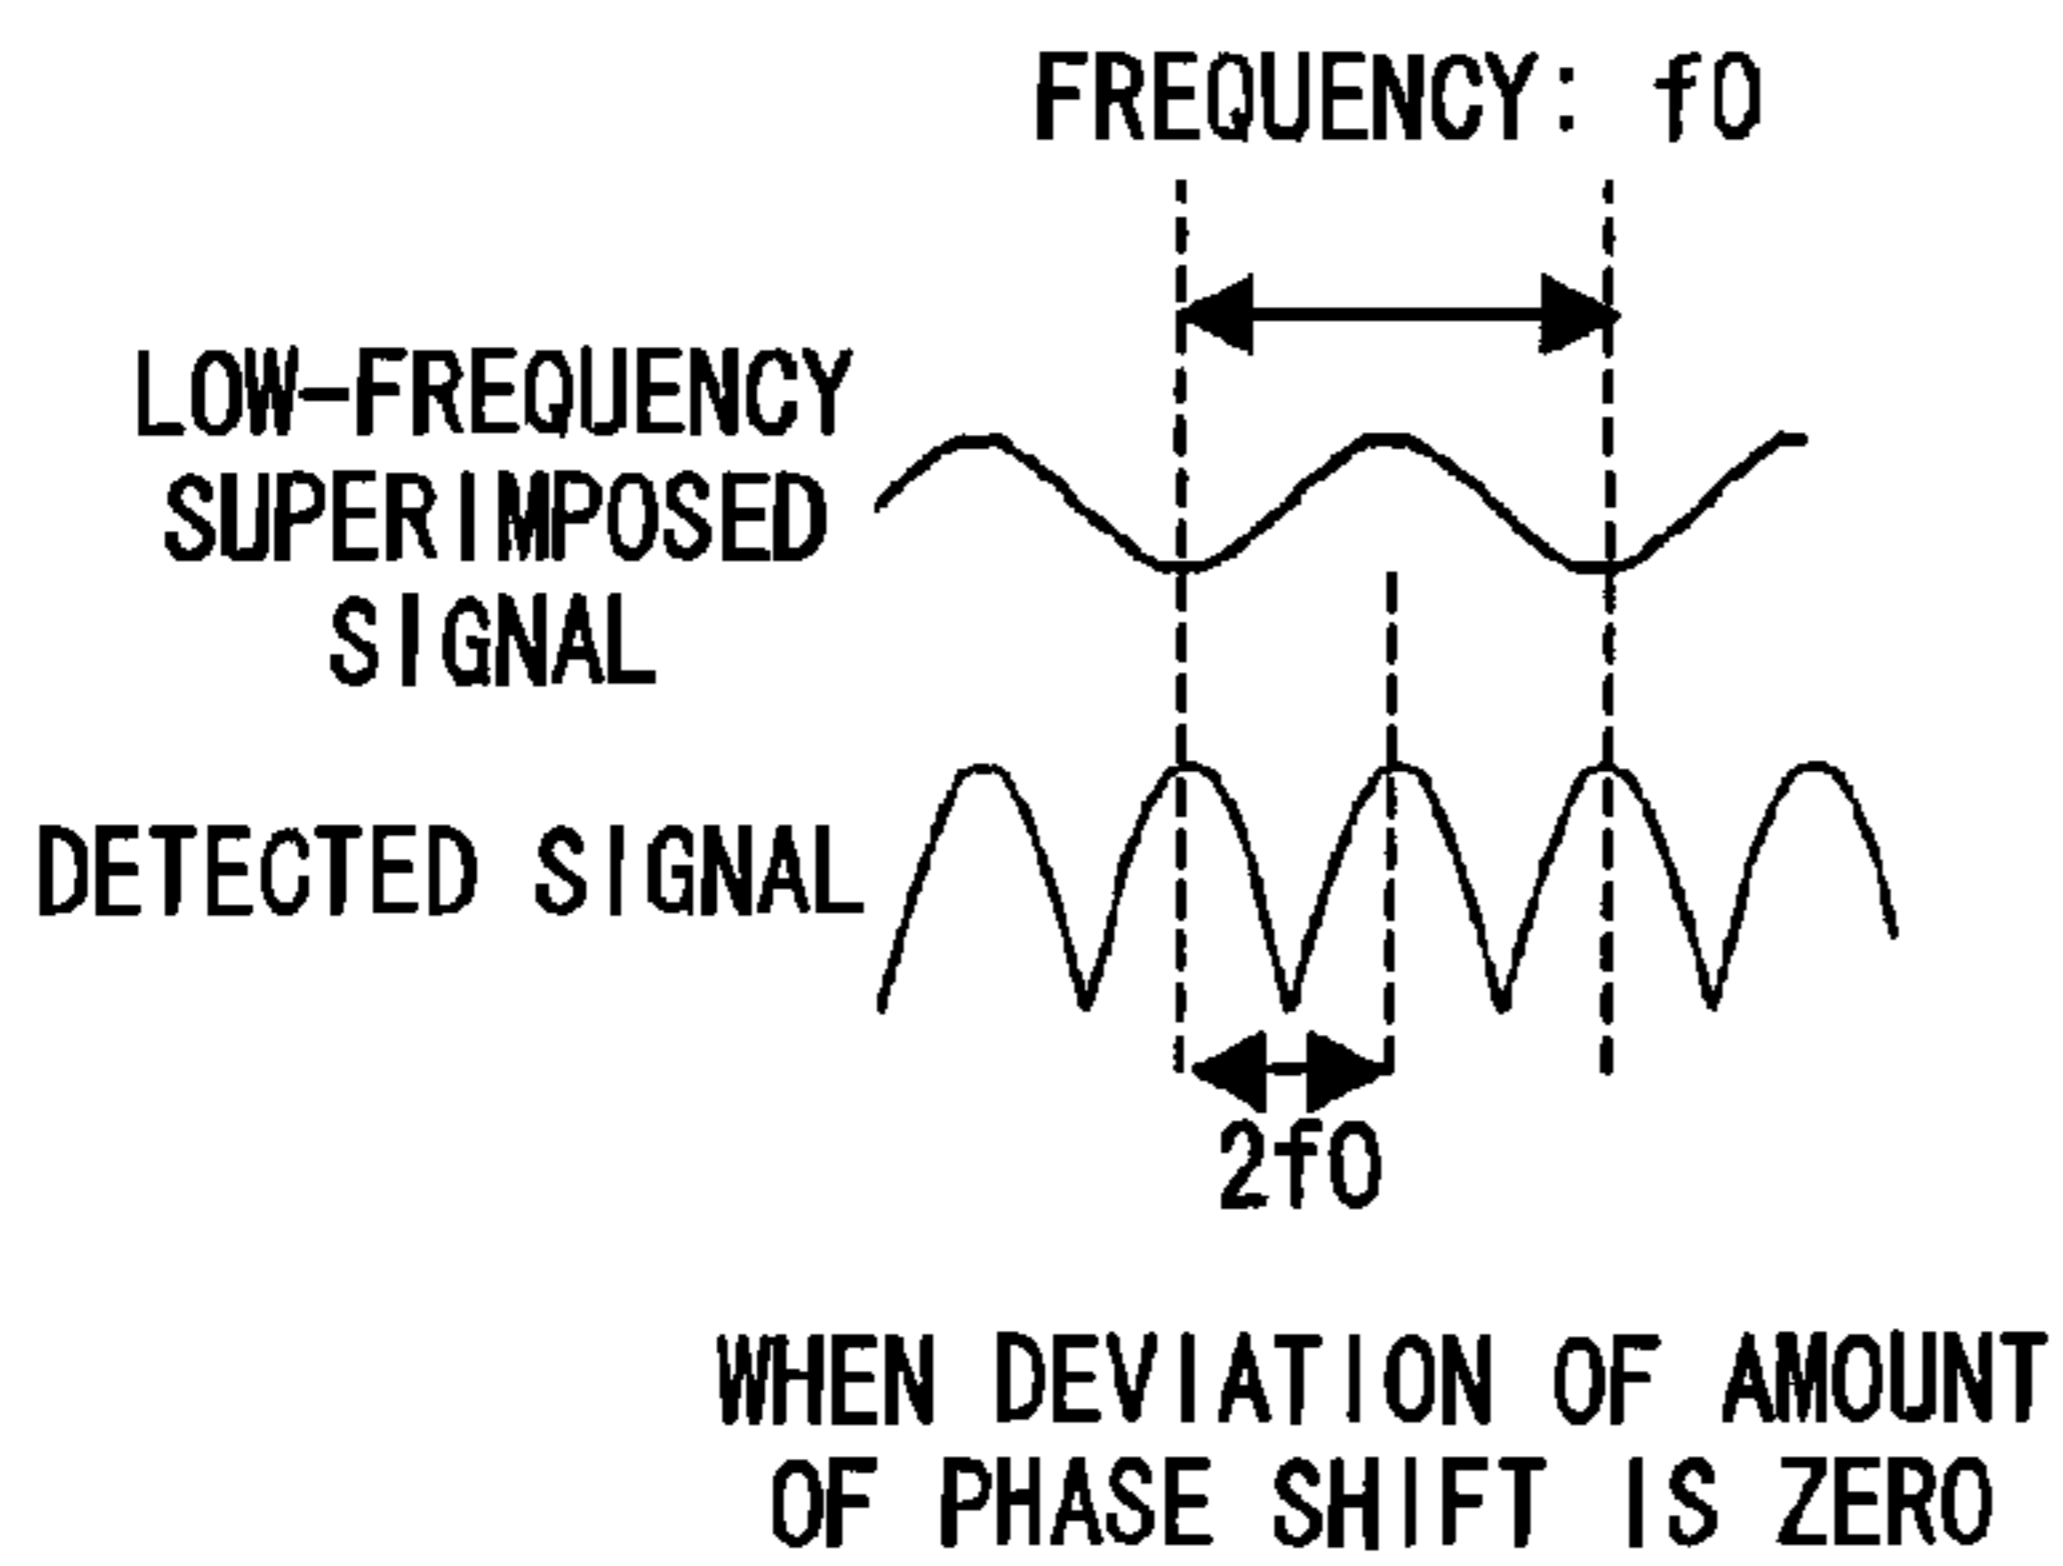 FREQUENCY: f0
LOW-FREQUENCY
SUPERIMPOSED
SIGNAL
DETECTED SIGNAL
2f0
WHEN DEVIATION OF AMOUNT
OF PHASE SHIFT IS ZERO